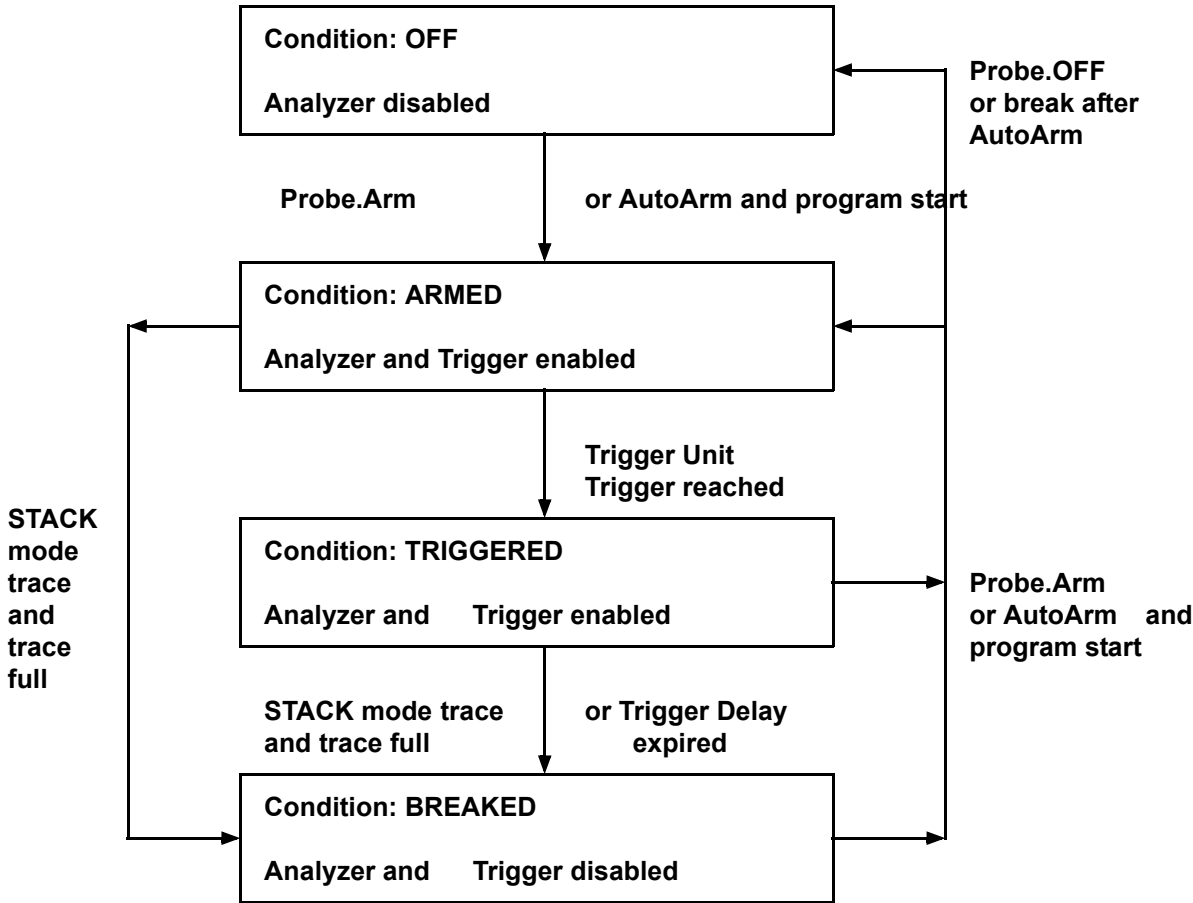 Condition: OFF
Analyzer disabled
Probe.OFF
or break after
AutoArm
Probe.Arm
or AutoArm and program start
Condition: ARMED
Analyzer and Trigger enabled
Trigger Unit
Trigger reached
STACK
mode
trace
and
trace
full
Condition: TRIGGERED
Analyzer and Trigger enabled
Probe.Arm
or AutoArm and
program start
STACK mode trace
and trace full
or Trigger Delay
expired
Condition: BREAKED
Analyzer and Trigger disabled